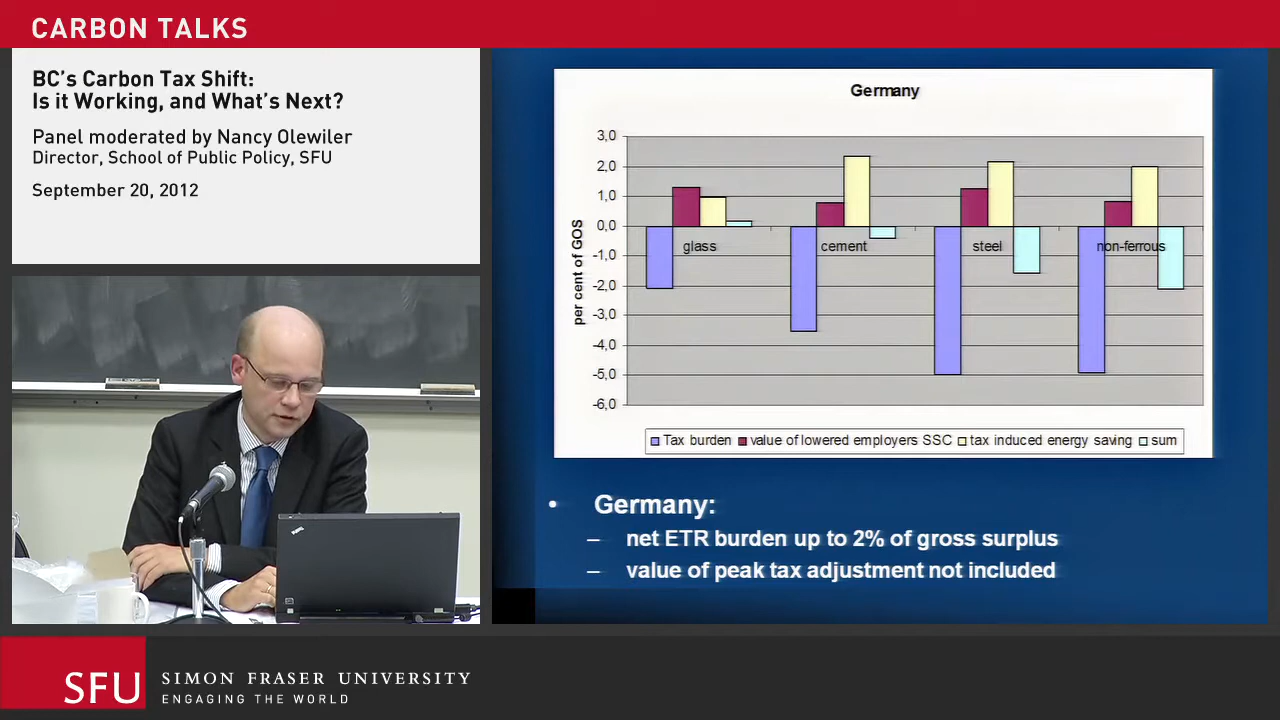 CARBON TALKS
BC's Carbon Tax Shift:
Is it Working, and What's Next?
Panel moderated by Nancy Olewiler
Director, School of Public Policy, SFU
September 20, 2012
Germany
3,0
2,0
1,0
0,0
-1,0
-2,0
-3,0
-4,0
-5,0
-6,0
per cent of GOS
glass
cement
steel
non-ferrous
Tax burden value of lowered employers SSC tax induced energy saving sum
• Germany:
– net ETR burden up to 2% of gross surplus
– value of peak tax adjustment not included
SFU
SIMON FRASER UNIVERSITY
ENGAGING THE WORLD